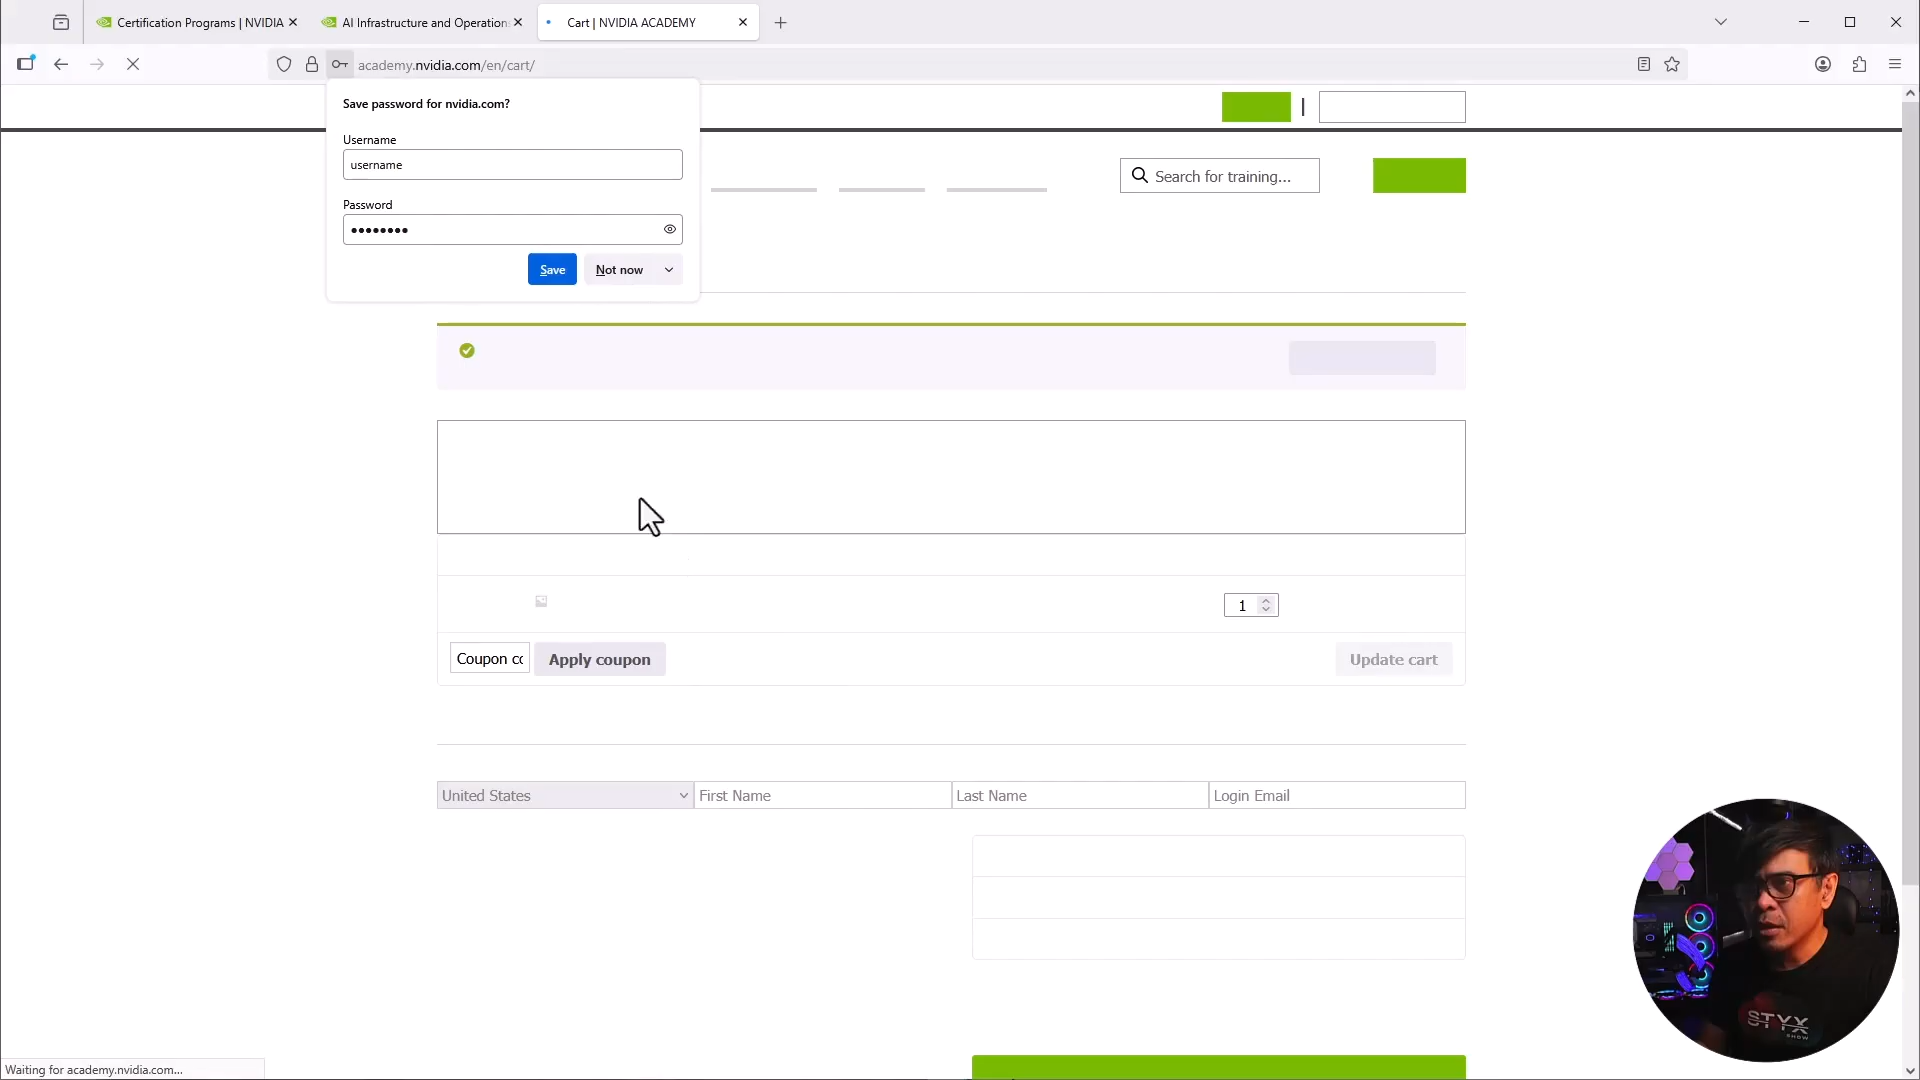 Certification Programs | NVIDIA
AI Infrastructure and Operation
Cart | NVIDIA ACADEMY
academy.nvidia.com/en/cart/
Save password for nvidia.com?
Username
username
Password
Save
Not now
Search for training...
1
Coupon co
Apply coupon
Update cart
United States
First Name
Last Name
Login Email
STYX
SHOW
Waiting for academy.nvidia.com...